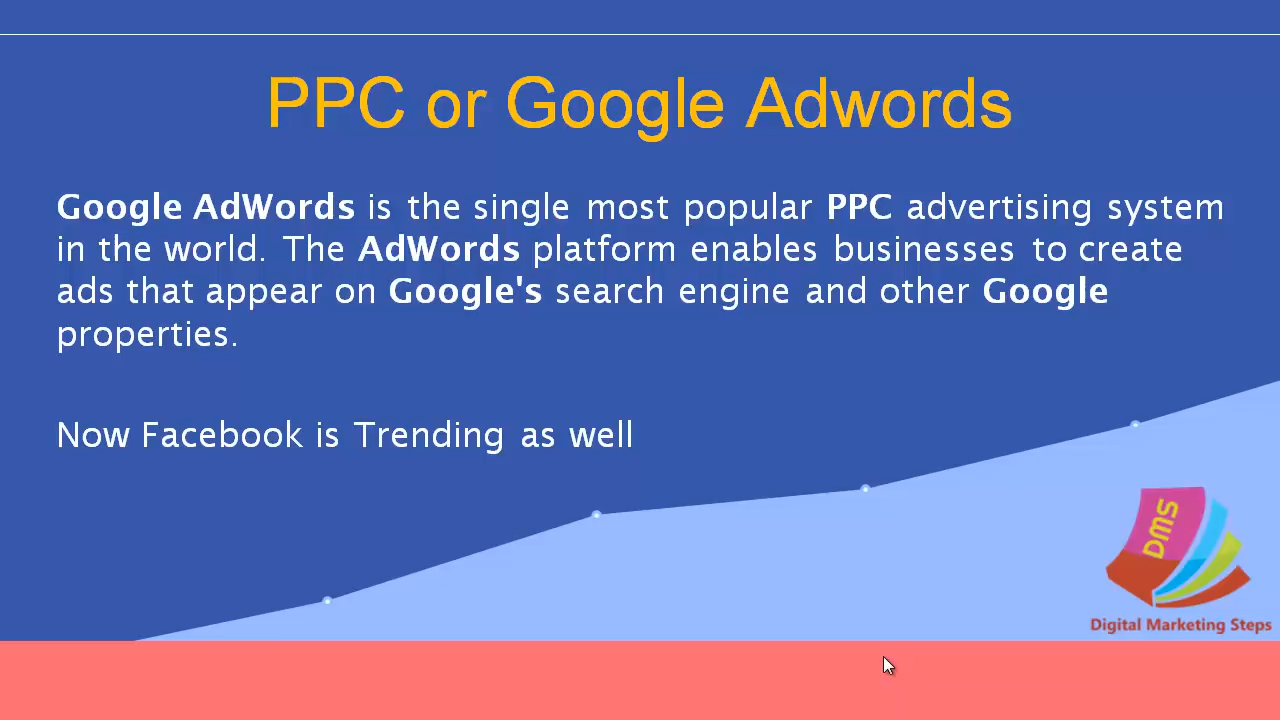 PPC or Google Adwords
Google AdWords is the single most popular PPC advertising system
in the world. The AdWords platform enables businesses to create
ads that appear on Google's search engine and other Google
properties.
Now Facebook is Trending as well
DMS
Digital Marketing Steps